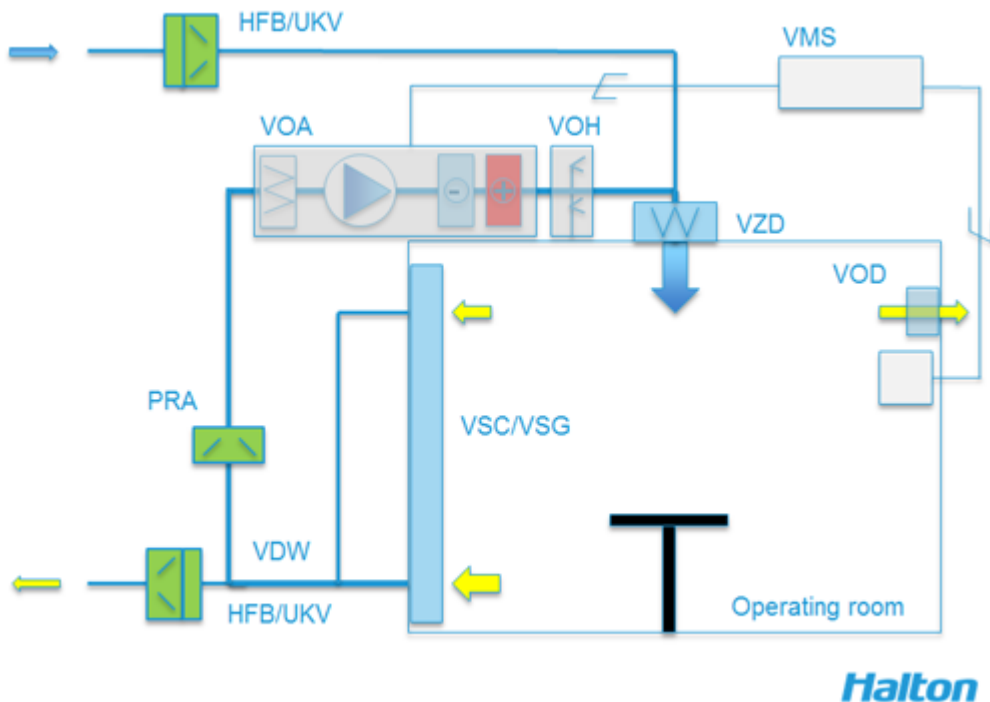 HFB/UKV
VMS
VOA
VOH
-
+
VZD
VOD
PRA
VSC/VSG
VDW
HFB/UKV
Operating room
Halton